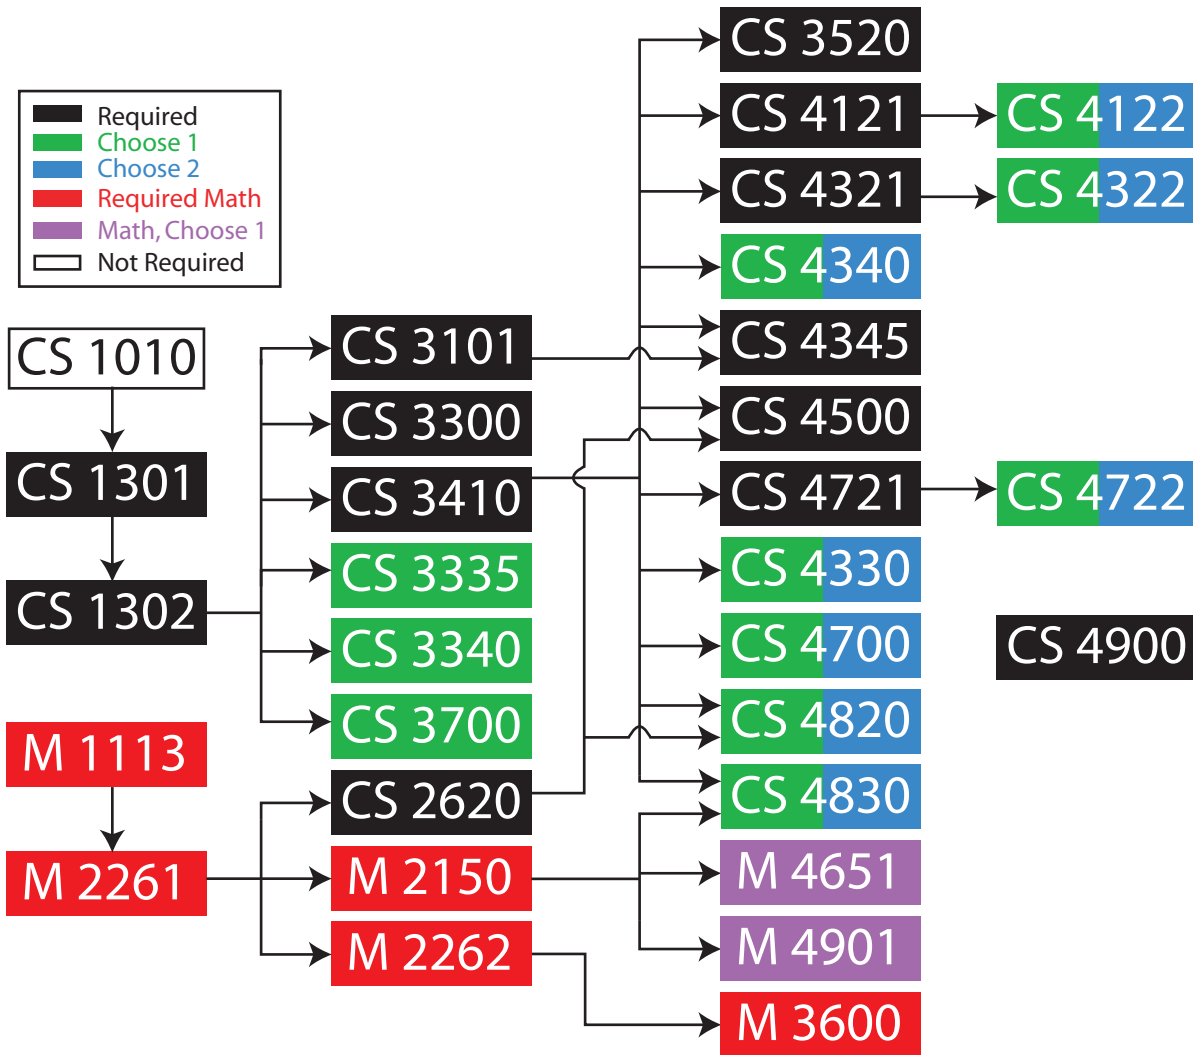 Required
Choose 1
Choose 2
Required Math
Math, Choose 1
Not Required
CS 1010
CS 1301
CS 1302
M 1113
M 2261
CS 3101
CS 3300
CS 3410
CS 3335
CS 3340
CS 3700
CS 2620
M 2150
M 2262
CS 3520
CS 4121
CS 4321
CS 4340
CS 4345
CS 4500
CS 4721
CS 4330
CS 4700
CS 4820
CS 4830
M 4651
M 4901
M 3600
CS 4122
CS 4322
CS 4722
CS 4900